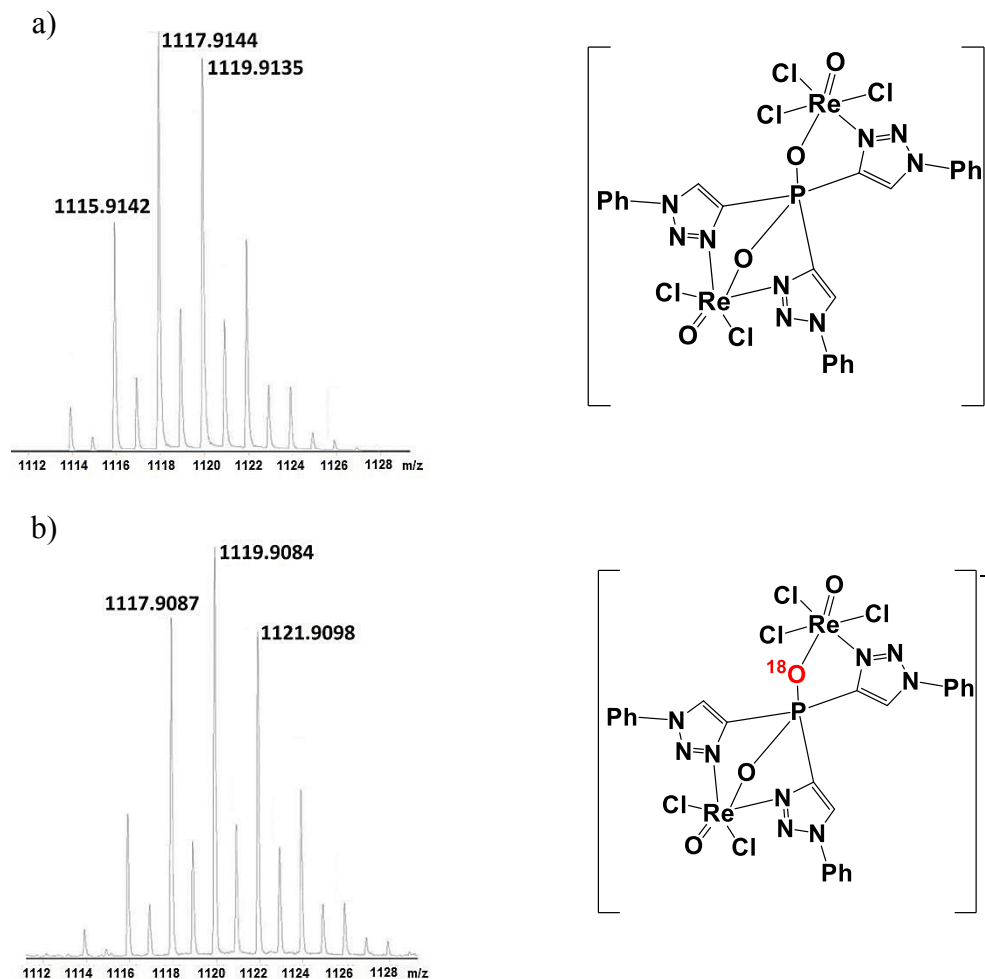 a)
1117.9144
1119.9135
1115.9142
1112 1114 1116 1118 1120 1122 1124 1126 1128 m/z
O
Cl
Re Cl
Cl
N N
O N
P Ph
Ph N
N N O
N
Cl Re N
N
O Cl
Ph
b)
1119.9084
1117.9087
1121.9098
1112 1114 1116 1118 1120 1122 1124 1126 1128 m/z
-
O
Cl
Re Cl
Cl
N N
18O N
P Ph
Ph N
N N O
N
Cl Re N
N
O Cl
Ph